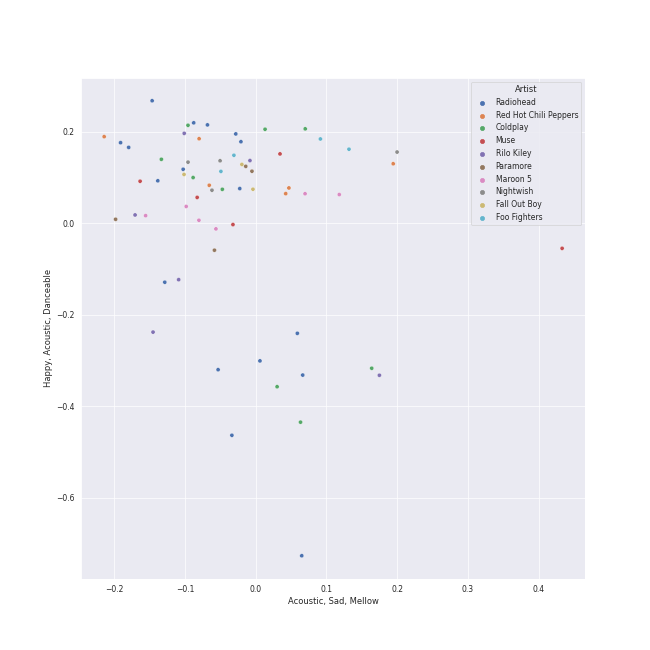 Artist
Radiohead
Red Hot Chili Peppers
Coldplay
Muse
Rilo Kiley
Paramore
Maroon 5
Nightwish
Fall Out Boy
Foo Fighters
0.2
0.0
−0.2
−0.4
−0.6
Happy, Acoustic, Danceable
−0.2 −0.1 0.0 0.1 0.2 0.3 0.4
Acoustic, Sad, Mellow